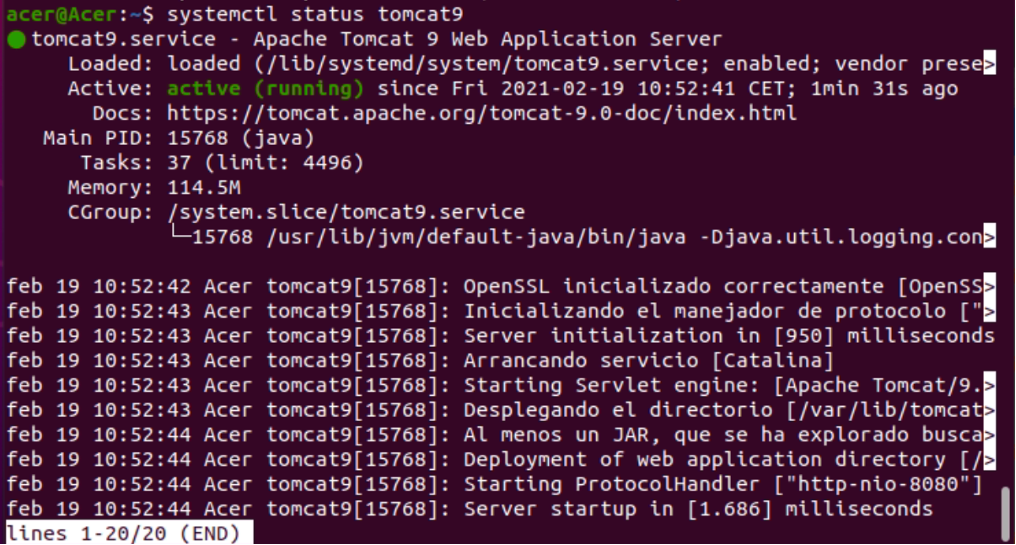 acer@Acer:~$ systemctl status tomcat9
● tomcat9.service - Apache Tomcat 9 Web Application Server
Loaded: loaded (/lib/systemd/system/tomcat9.service; enabled; vendor prese>
Active: active (running) since Fri 2021-02-19 10:52:41 CET; 1min 31s ago
Docs: https://tomcat.apache.org/tomcat-9.0-doc/index.html
Main PID: 15768 (java)
Tasks: 37 (limit: 4496)
Memory: 114.5M
CGroup: /system.slice/tomcat9.service
└─15768 /usr/lib/jvm/default-java/bin/java -Djava.util.logging.con>
feb 19 10:52:42 Acer tomcat9[15768]: OpenSSL inicializado correctamente [OpenSS>
feb 19 10:52:43 Acer tomcat9[15768]: Inicializando el manejador de protocolo [">
feb 19 10:52:43 Acer tomcat9[15768]: Server initialization in [950] milliseconds
feb 19 10:52:43 Acer tomcat9[15768]: Arrancando servicio [Catalina]
feb 19 10:52:43 Acer tomcat9[15768]: Starting Servlet engine: [Apache Tomcat/9.>
feb 19 10:52:43 Acer tomcat9[15768]: Desplegando el directorio [/var/lib/tomcat>
feb 19 10:52:44 Acer tomcat9[15768]: Al menos un JAR, que se ha explorado busca>
feb 19 10:52:44 Acer tomcat9[15768]: Deployment of web application directory [/>
feb 19 10:52:44 Acer tomcat9[15768]: Starting ProtocolHandler ["http-nio-8080"]
feb 19 10:52:44 Acer tomcat9[15768]: Server startup in [1.686] milliseconds
lines 1-20/20 (END)